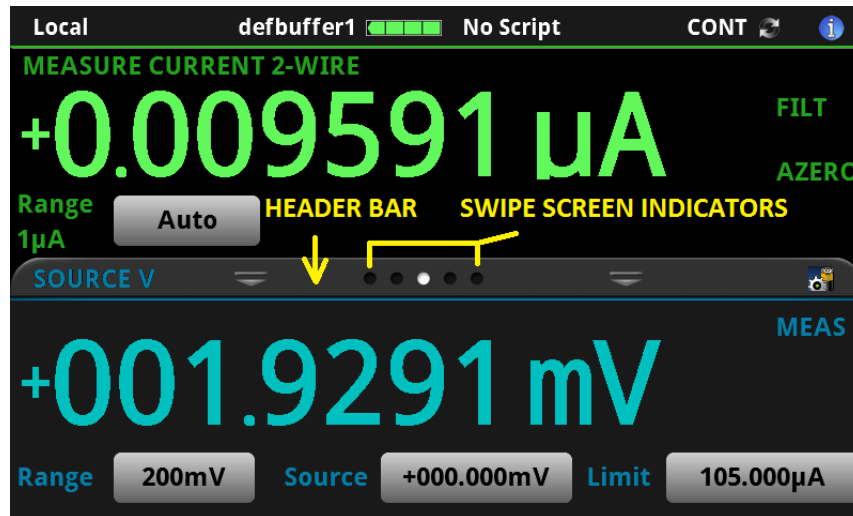 Local defbuffer1 No Script CONT i
MEASURE CURRENT 2-WIRE
+0.009591 µA
FILT
AZERO
Range
1µA
Auto
HEADER BAR SWIPE SCREEN INDICATORS
SOURCE V
MEAS
+001.9291 mV
Range 200mV Source +000.000mV Limit 105.000µA